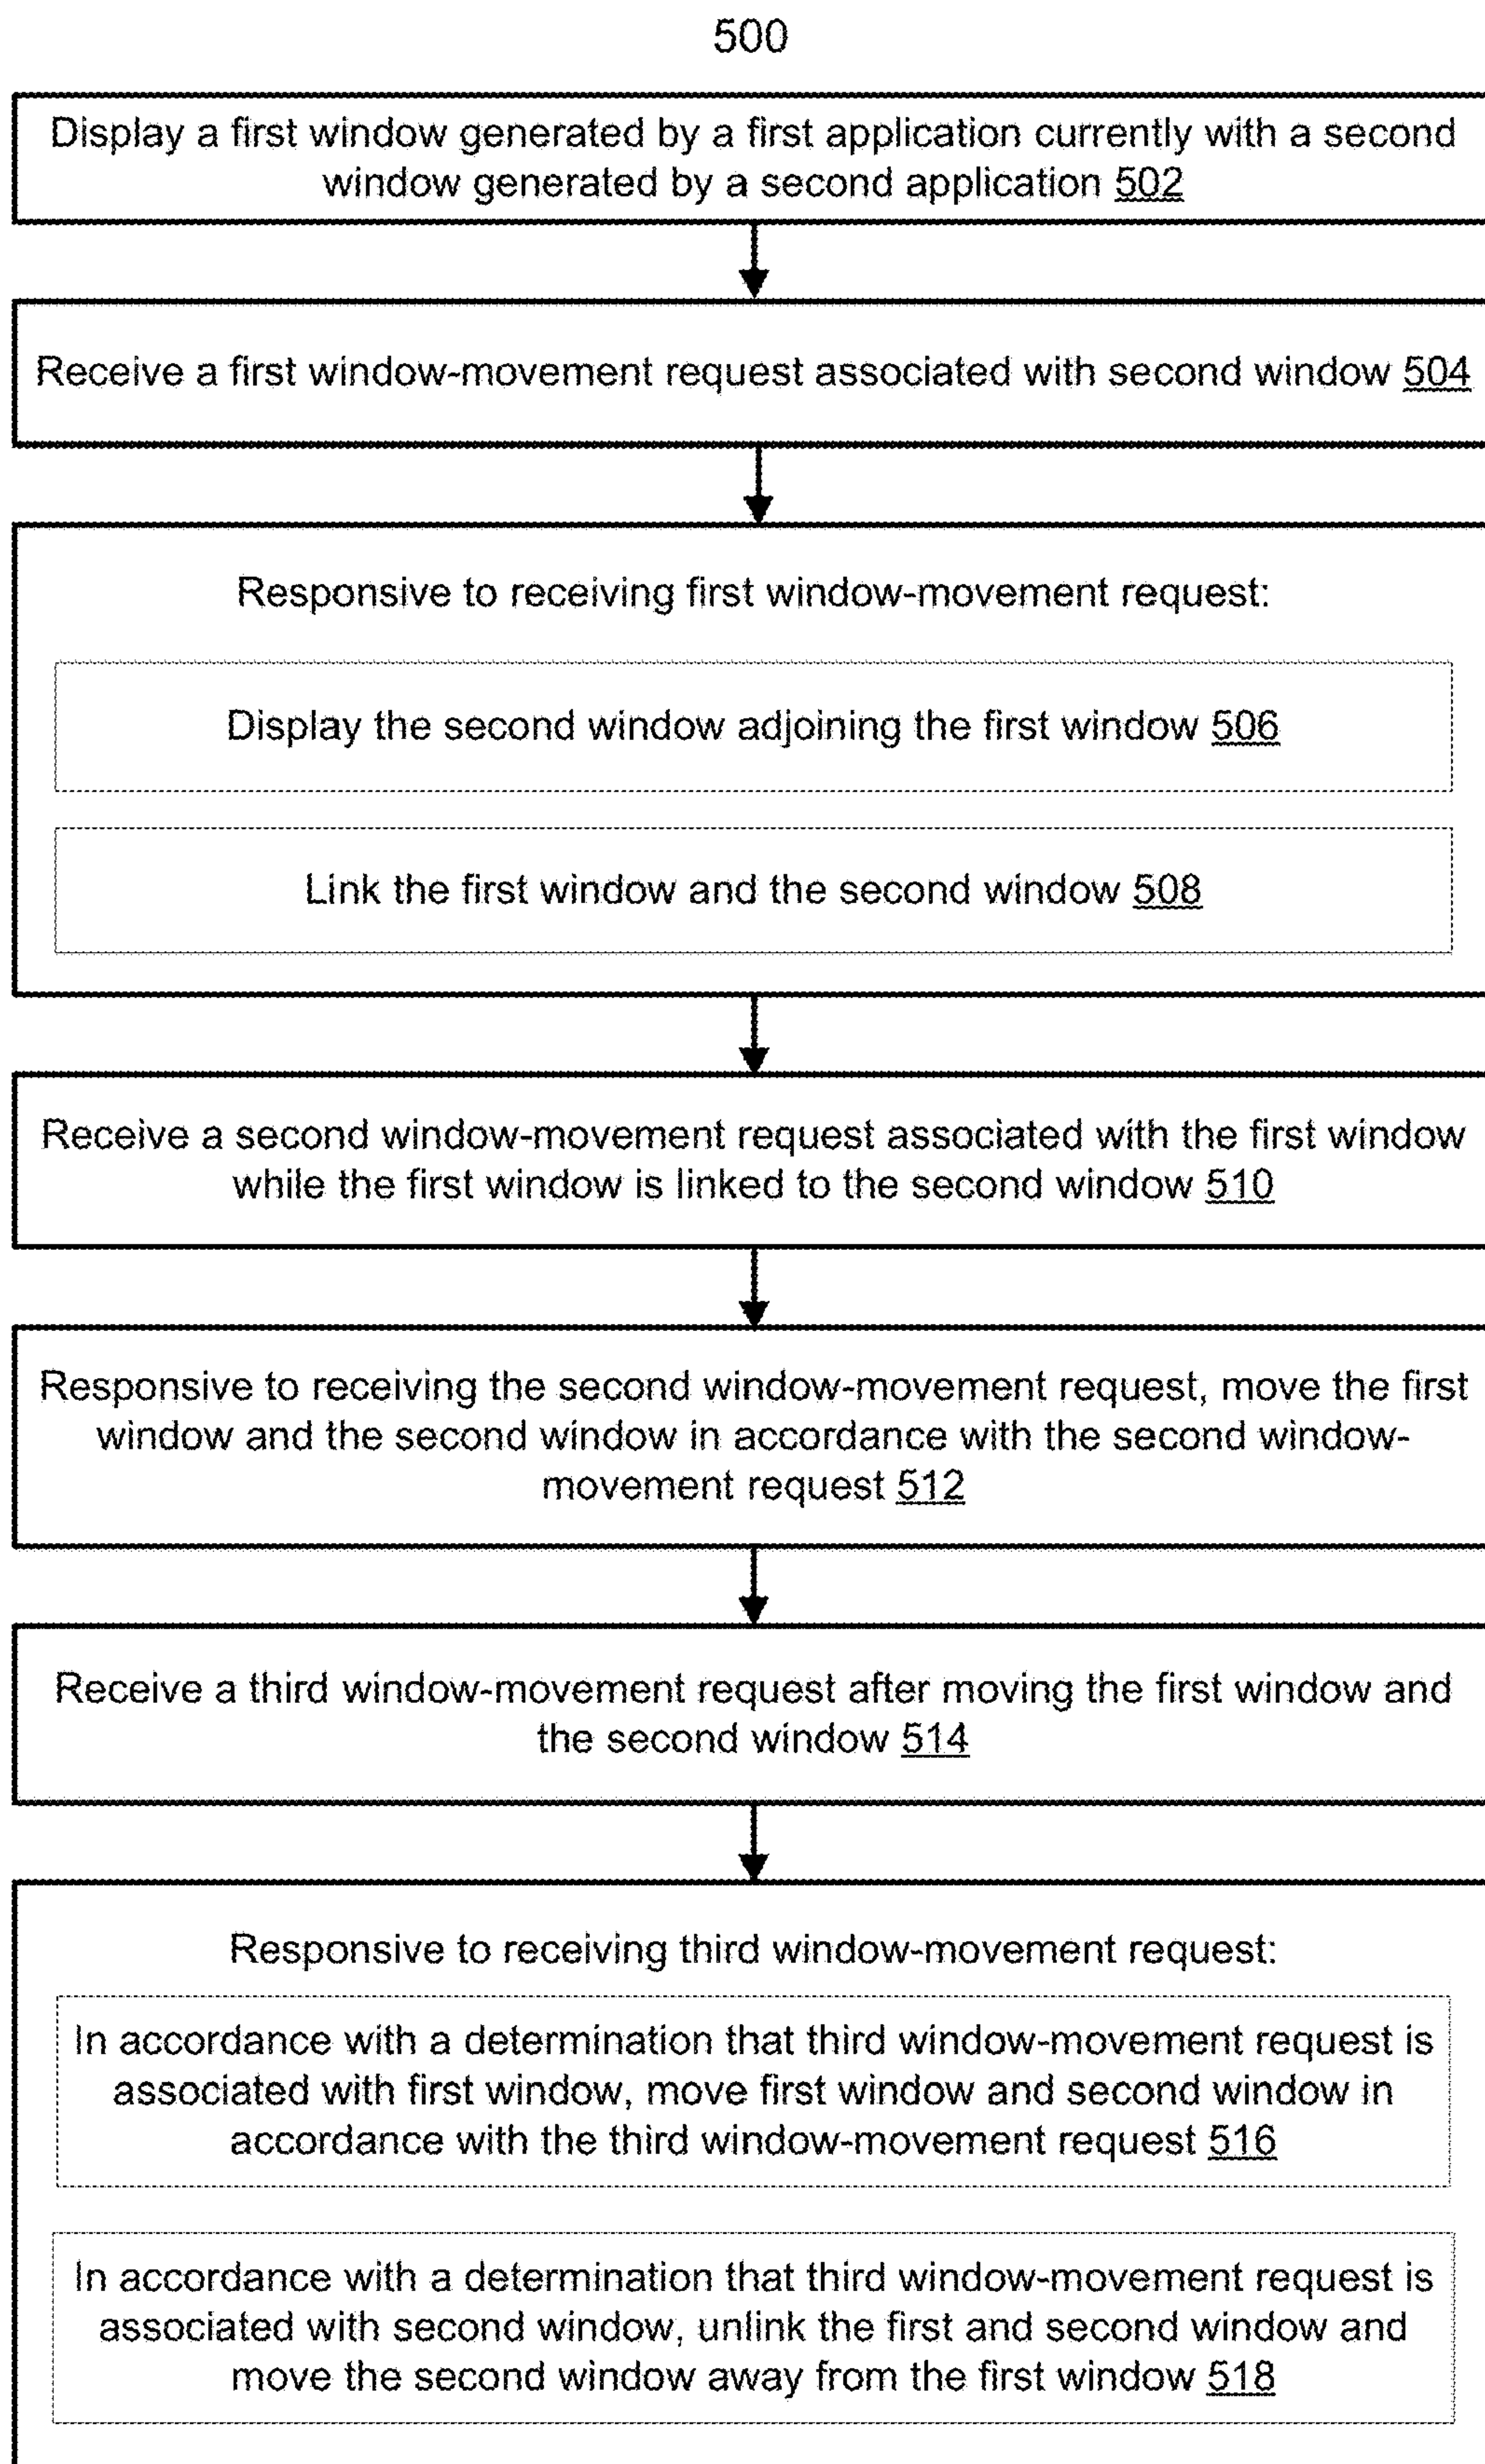 500
Display a first window generated by a first application currently with a second
window generated by a second application 502
Receive a first window-movement request associated with second window 504
Responsive to receiving first window-movement request:
Display the second window adjoining the first window 506
Link the first window and the second window 508
Receive a second window-movement request associated with the first window
while the first window is linked to the second window 510
Responsive to receiving the second window-movement request, move the first
window and the second window in accordance with the second window-
movement request 512
Receive a third window-movement request after moving the first window and
the second window 514
Responsive to receiving third window-movement request:
In accordance with a determination that third window-movement request is
associated with first window, move first window and second window in
accordance with the third window-movement request 516
In accordance with a determination that third window-movement request is
associated with second window, unlink the first and second window and
move the second window away from the first window 518